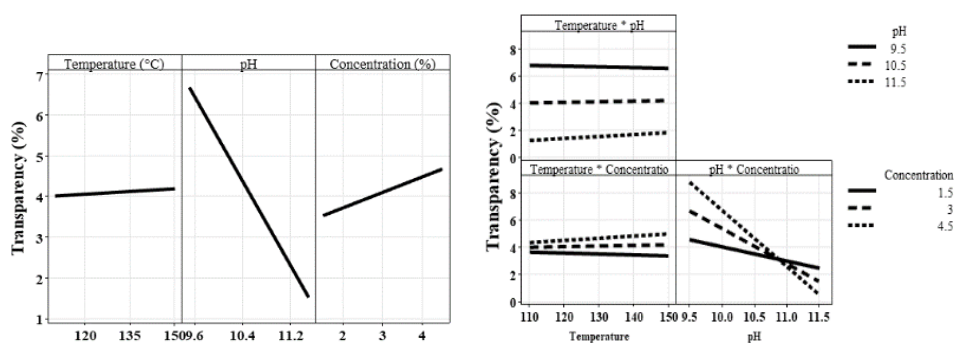 Temperature (°C) pH Concentration (%)
Transparency (%)
7
6
5
4
3
2
1
120 135 150 9.6 10.4 11.2 2 3 4
Temperature * pH
8
6
4
2
0
pH
9.5
10.5
11.5
Transparency (%)
Temperature * Concentratio pH * Concentratio
8
6
4
2
0
110 120 130 140 150 9.5 10.0 10.5 11.0 11.5
Temperature pH
Concentration
1.5
3
4.5